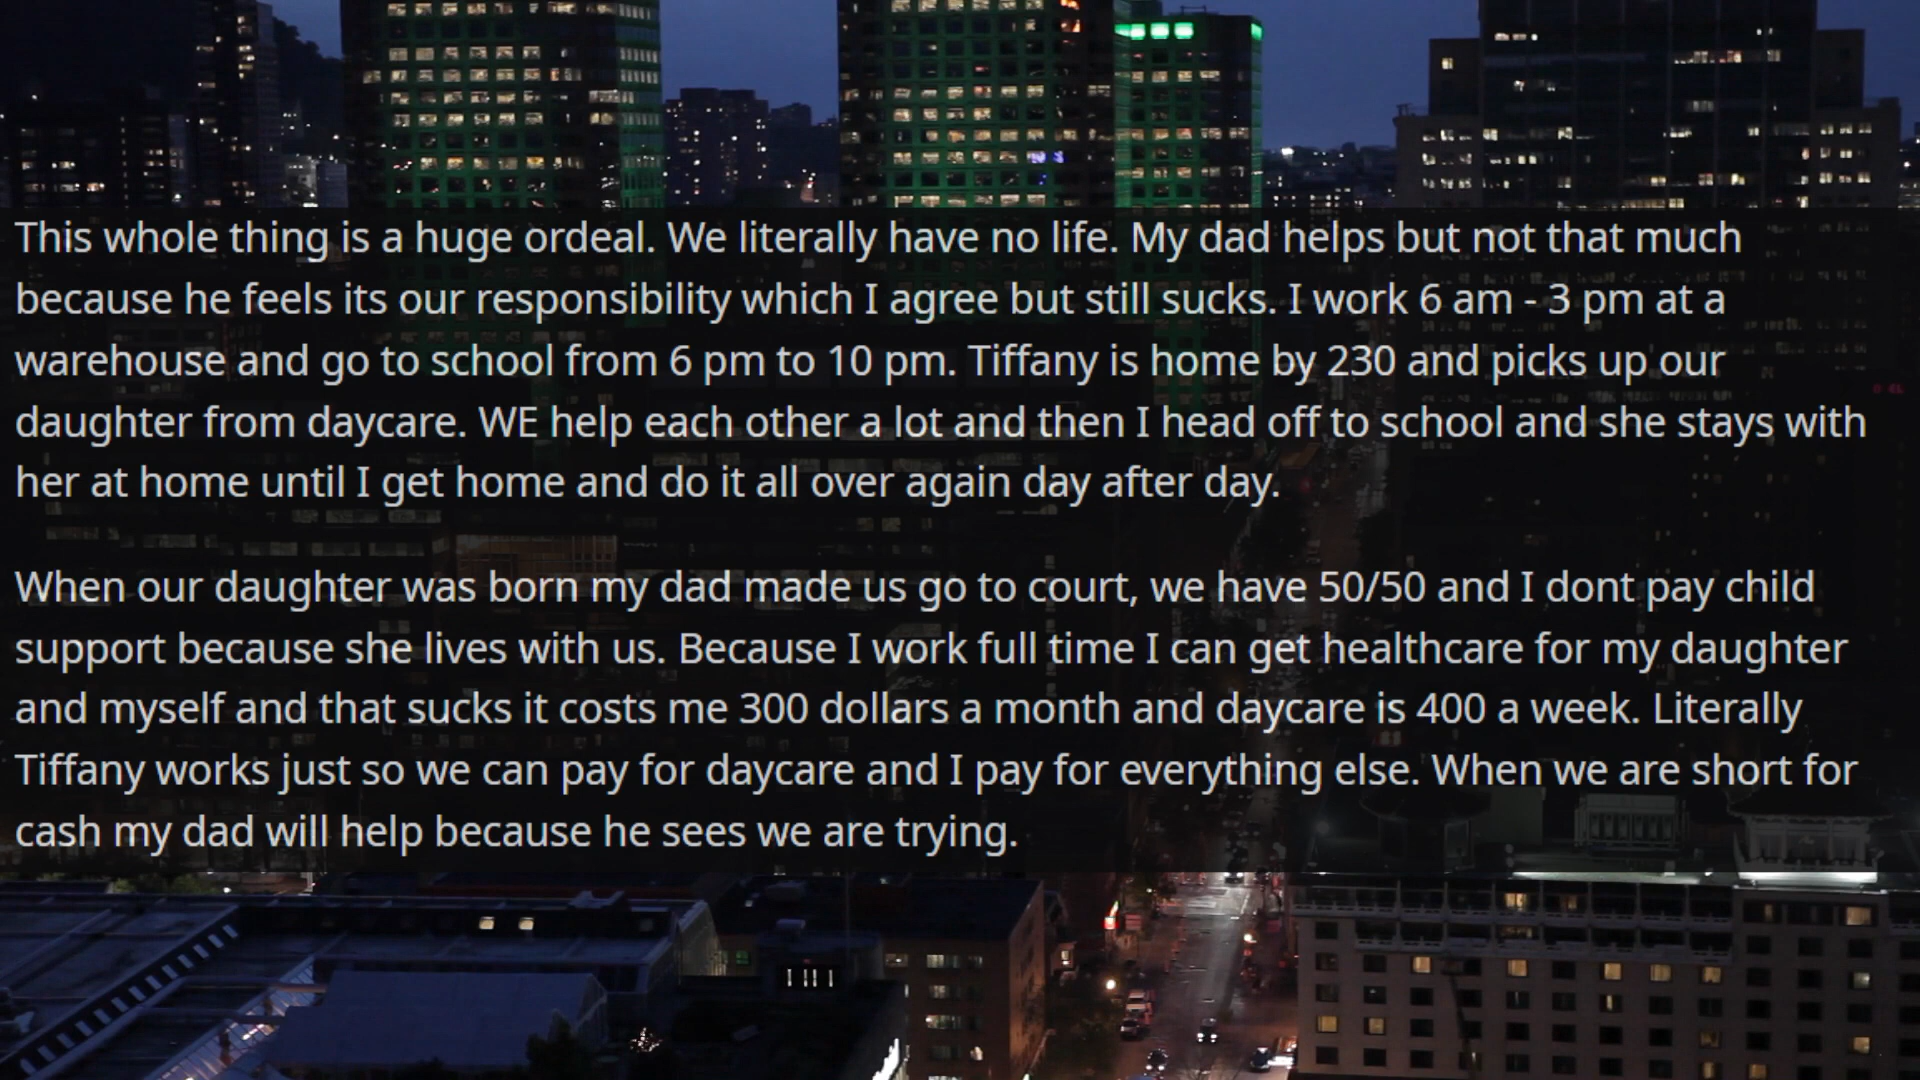 This whole thing is a huge ordeal. We literally have no life. My dad helps but not that much
because he feels its our responsibility which I agree but still sucks. I work 6 am - 3 pm at a
warehouse and go to school from 6 pm to 10 pm. Tiffany is home by 230 and picks up our
daughter from daycare. WE help each other a lot and then I head off to school and she stays with
her at home until I get home and do it all over again day after day.
When our daughter was born my dad made us go to court, we have 50/50 and I dont pay child
support because she lives with us. Because I work full time I can get healthcare for my daughter
and myself and that sucks it costs me 300 dollars a month and daycare is 400 a week. Literally
Tiffany works just so we can pay for daycare and I pay for everything else. When we are short for
cash my dad will help because he sees we are trying.